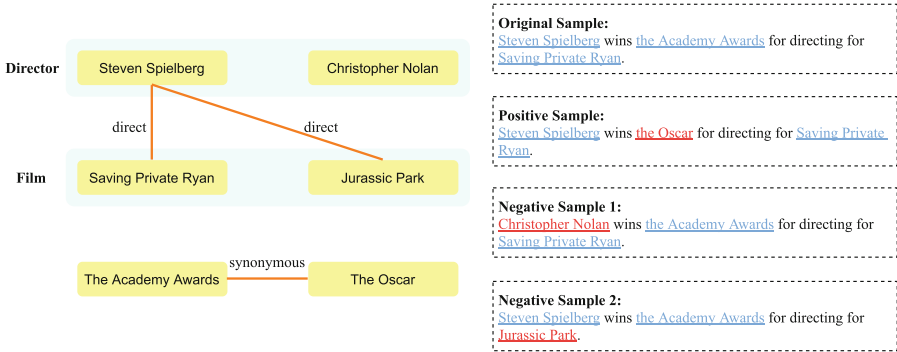 Director
Steven Spielberg
Christopher Nolan
direct
direct
Film
Saving Private Ryan
Jurassic Park
synonymous
The Academy Awards
The Oscar
Original Sample:
Steven Spielberg wins the Academy Awards for directing for
Saving Private Ryan.
Positive Sample:
Steven Spielberg wins the Oscar for directing for Saving Private
Ryan.
Negative Sample 1:
Christopher Nolan wins the Academy Awards for directing for
Saving Private Ryan.
Negative Sample 2:
Steven Spielberg wins the Academy Awards for directing for
Jurassic Park.